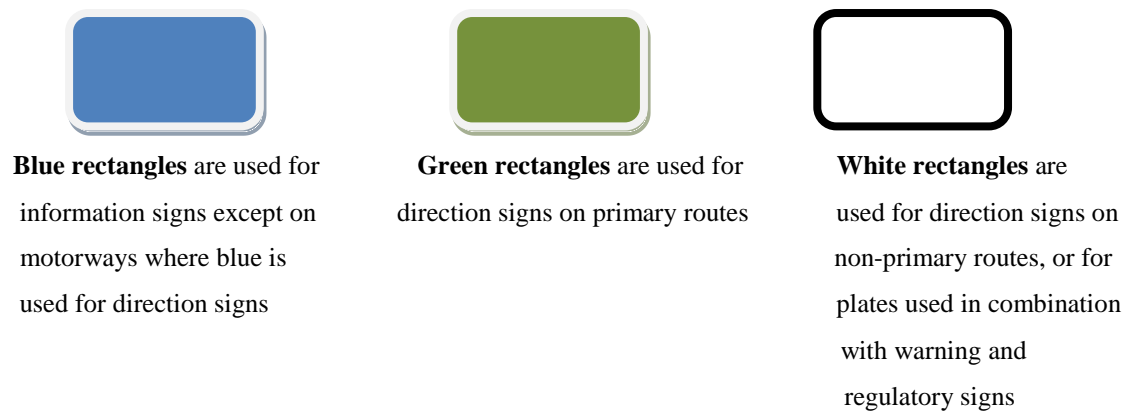 Blue rectangles are used for
information signs except on
motorways where blue is
used for direction signs
Green rectangles are used for
direction signs on primary routes
White rectangles are
used for direction signs on
non-primary routes, or for
plates used in combination
with warning and
regulatory signs